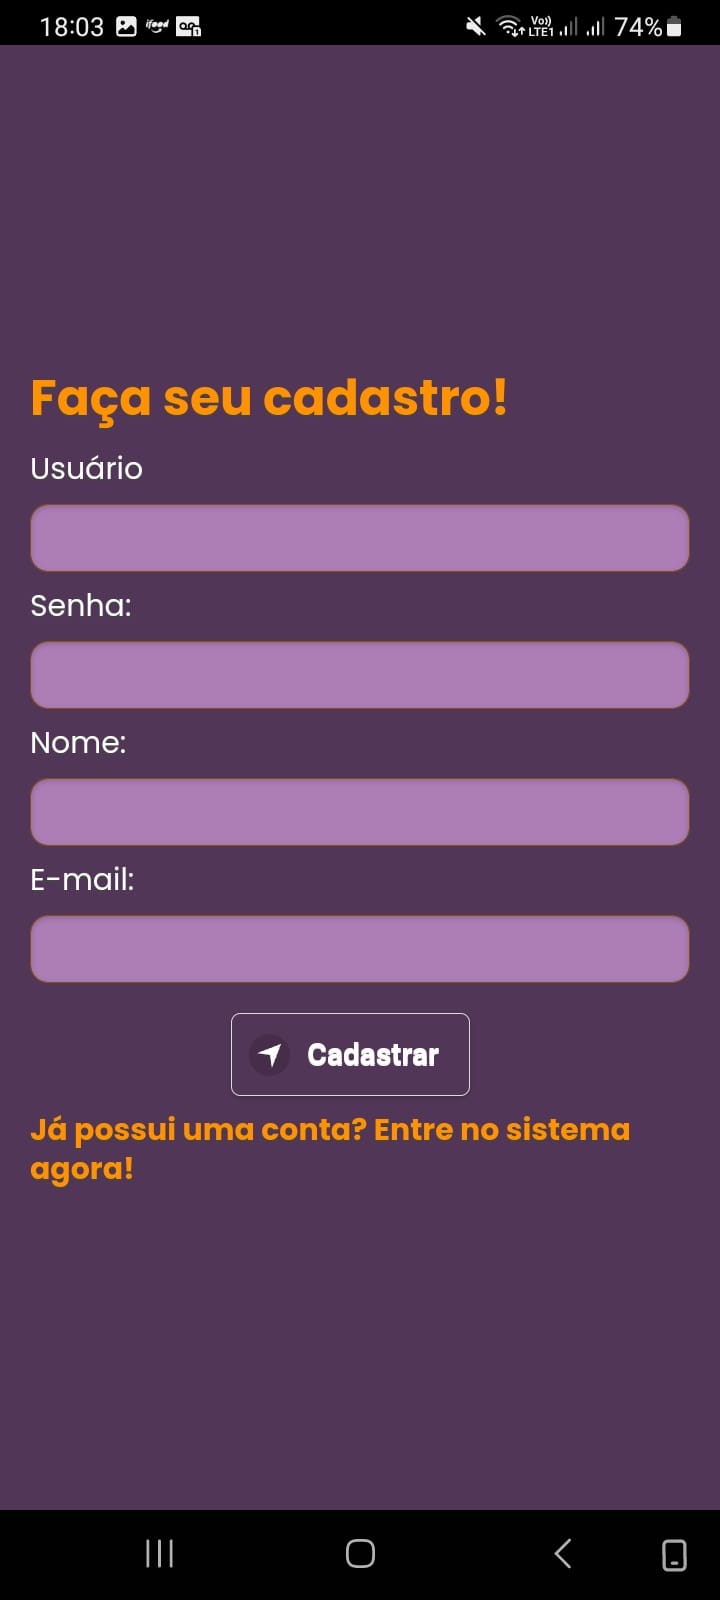 18:03 ifood Vo)) LTE1 74%
Faça seu cadastro!
Usuário
Senha:
Nome:
E-mail:
Cadastrar
Já possui uma conta? Entre no sistema
agora!